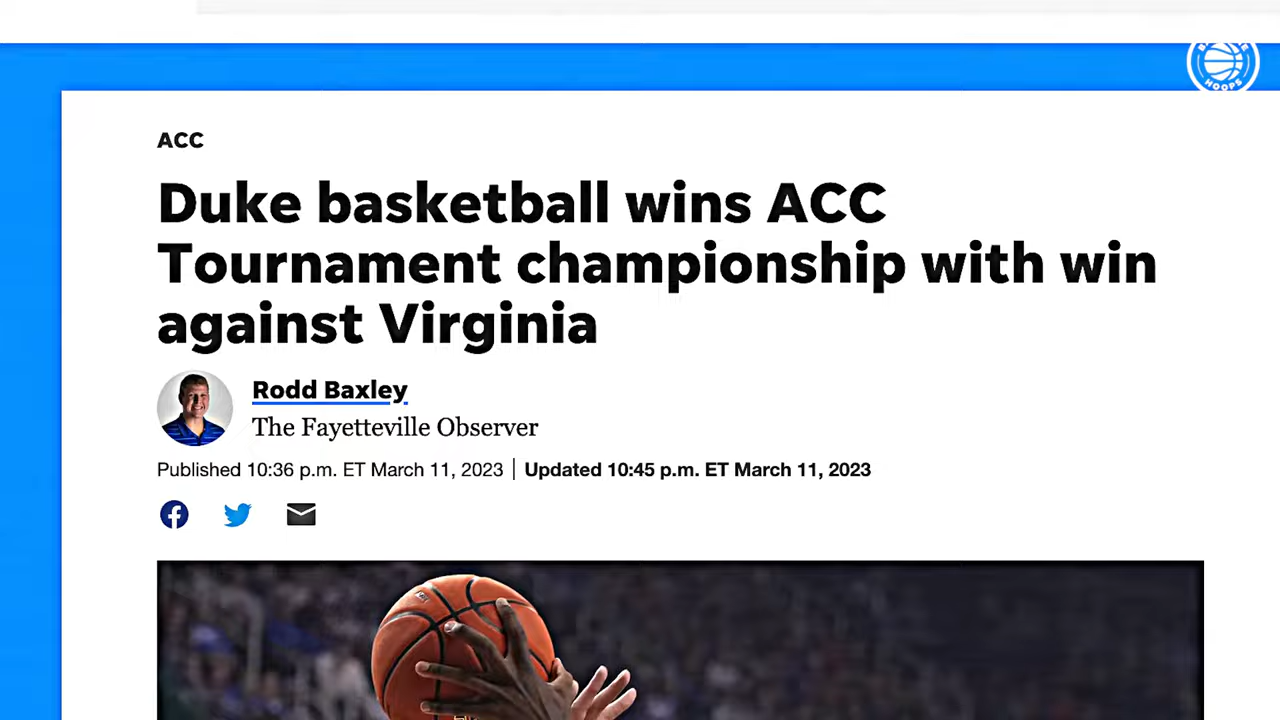 HOOPS
ACC
Duke basketball wins ACC
Tournament championship with win
against Virginia
Rodd Baxley
The Fayetteville Observer
Published 10:36 p.m. ET March 11, 2023 | Updated 10:45 p.m. ET March 11, 2023